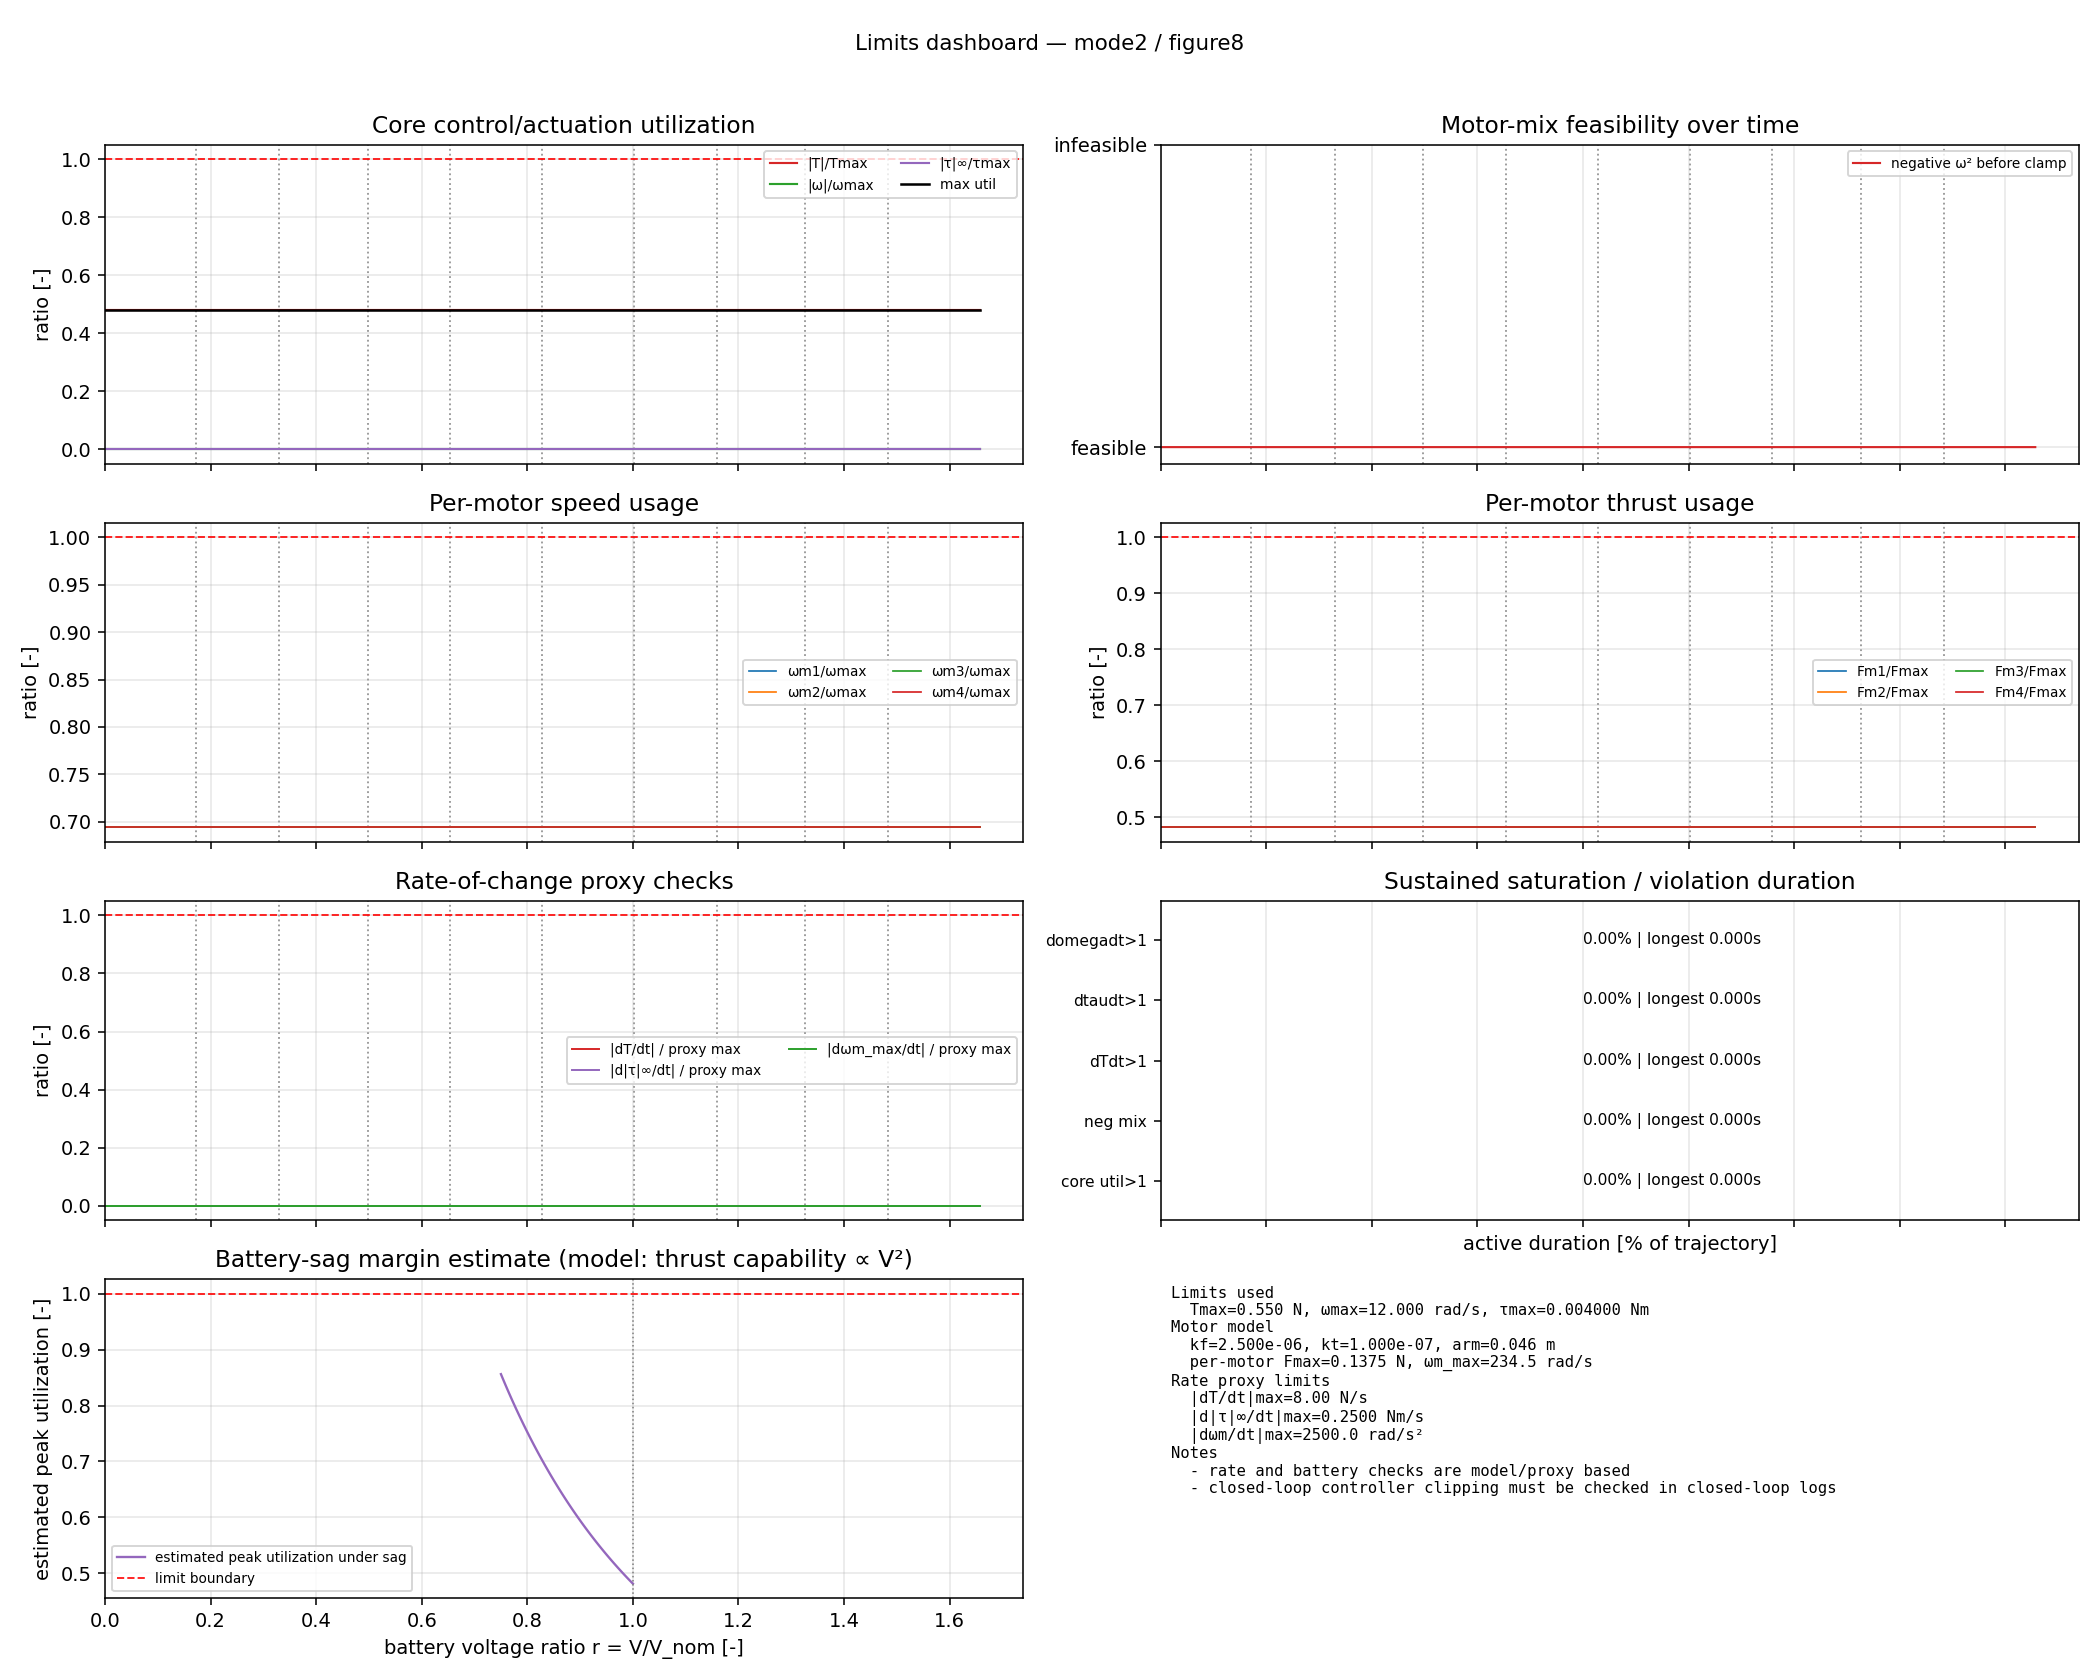 Limits dashboard — mode2 / figure8
Core control/actuation utilization
ratio [-]
1.0
0.8
0.6
0.4
0.2
0.0
|T|/Tmax
|ω|/ωmax
|τ|∞/τmax
max util
Motor-mix feasibility over time
infeasible
feasible
negative ω² before clamp
Per-motor speed usage
ratio [-]
1.00
0.95
0.90
0.85
0.80
0.75
0.70
ωm1/ωmax
ωm2/ωmax
ωm3/ωmax
ωm4/ωmax
Per-motor thrust usage
ratio [-]
1.0
0.9
0.8
0.7
0.6
0.5
Fm1/Fmax
Fm2/Fmax
Fm3/Fmax
Fm4/Fmax
Rate-of-change proxy checks
ratio [-]
1.0
0.8
0.6
0.4
0.2
0.0
|dT/dt| / proxy max
|d|τ|∞/dt| / proxy max
|dωm_max/dt| / proxy max
Sustained saturation / violation duration
domegadt>1
0.00% | longest 0.000s
dtaudt>1
0.00% | longest 0.000s
dTdt>1
0.00% | longest 0.000s
neg mix
0.00% | longest 0.000s
core util>1
0.00% | longest 0.000s
active duration [% of trajectory]
Battery-sag margin estimate (model: thrust capability ∝ V²)
estimated peak utilization [-]
1.0
0.9
0.8
0.7
0.6
0.5
estimated peak utilization under sag
limit boundary
0.0 0.2 0.4 0.6 0.8 1.0 1.2 1.4 1.6
battery voltage ratio r = V/V_nom [-]
Limits used
Tmax=0.550 N, ωmax=12.000 rad/s, τmax=0.004000 Nm
Motor model
kf=2.500e-06, kt=1.000e-07, arm=0.046 m
per-motor Fmax=0.1375 N, ωm_max=234.5 rad/s
Rate proxy limits
|dT/dt|max=8.00 N/s
|d|τ|∞/dt|max=0.2500 Nm/s
|dωm/dt|max=2500.0 rad/s²
Notes
- rate and battery checks are model/proxy based
- closed-loop controller clipping must be checked in closed-loop logs